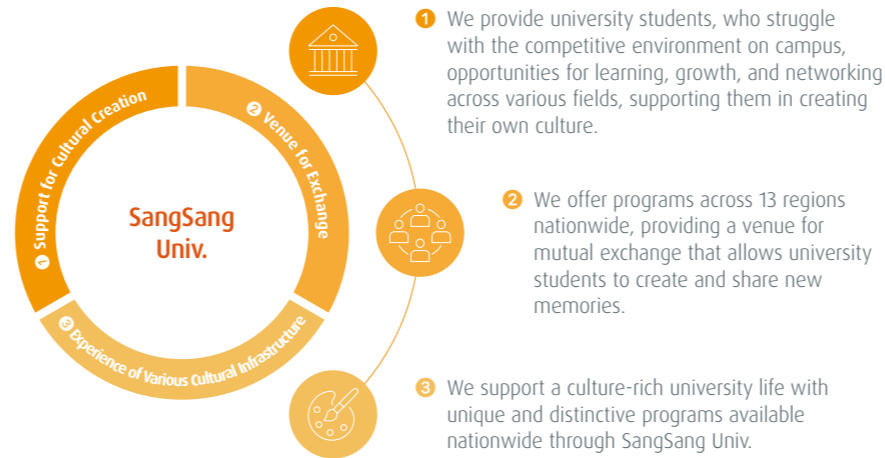 ❶ Support for Cultural Creation
❷ Venue for Exchange
❸ Experience of Various Cultural Infrastructure
SangSang
Univ.
❶ We provide university students, who struggle
with the competitive environment on campus,
opportunities for learning, growth, and networking
across various fields, supporting them in creating
their own culture.
❷ We offer programs across 13 regions
nationwide, providing a venue for
mutual exchange that allows university
students to create and share new
memories.
❸ We support a culture-rich university life with
unique and distinctive programs available
nationwide through SangSang Univ.